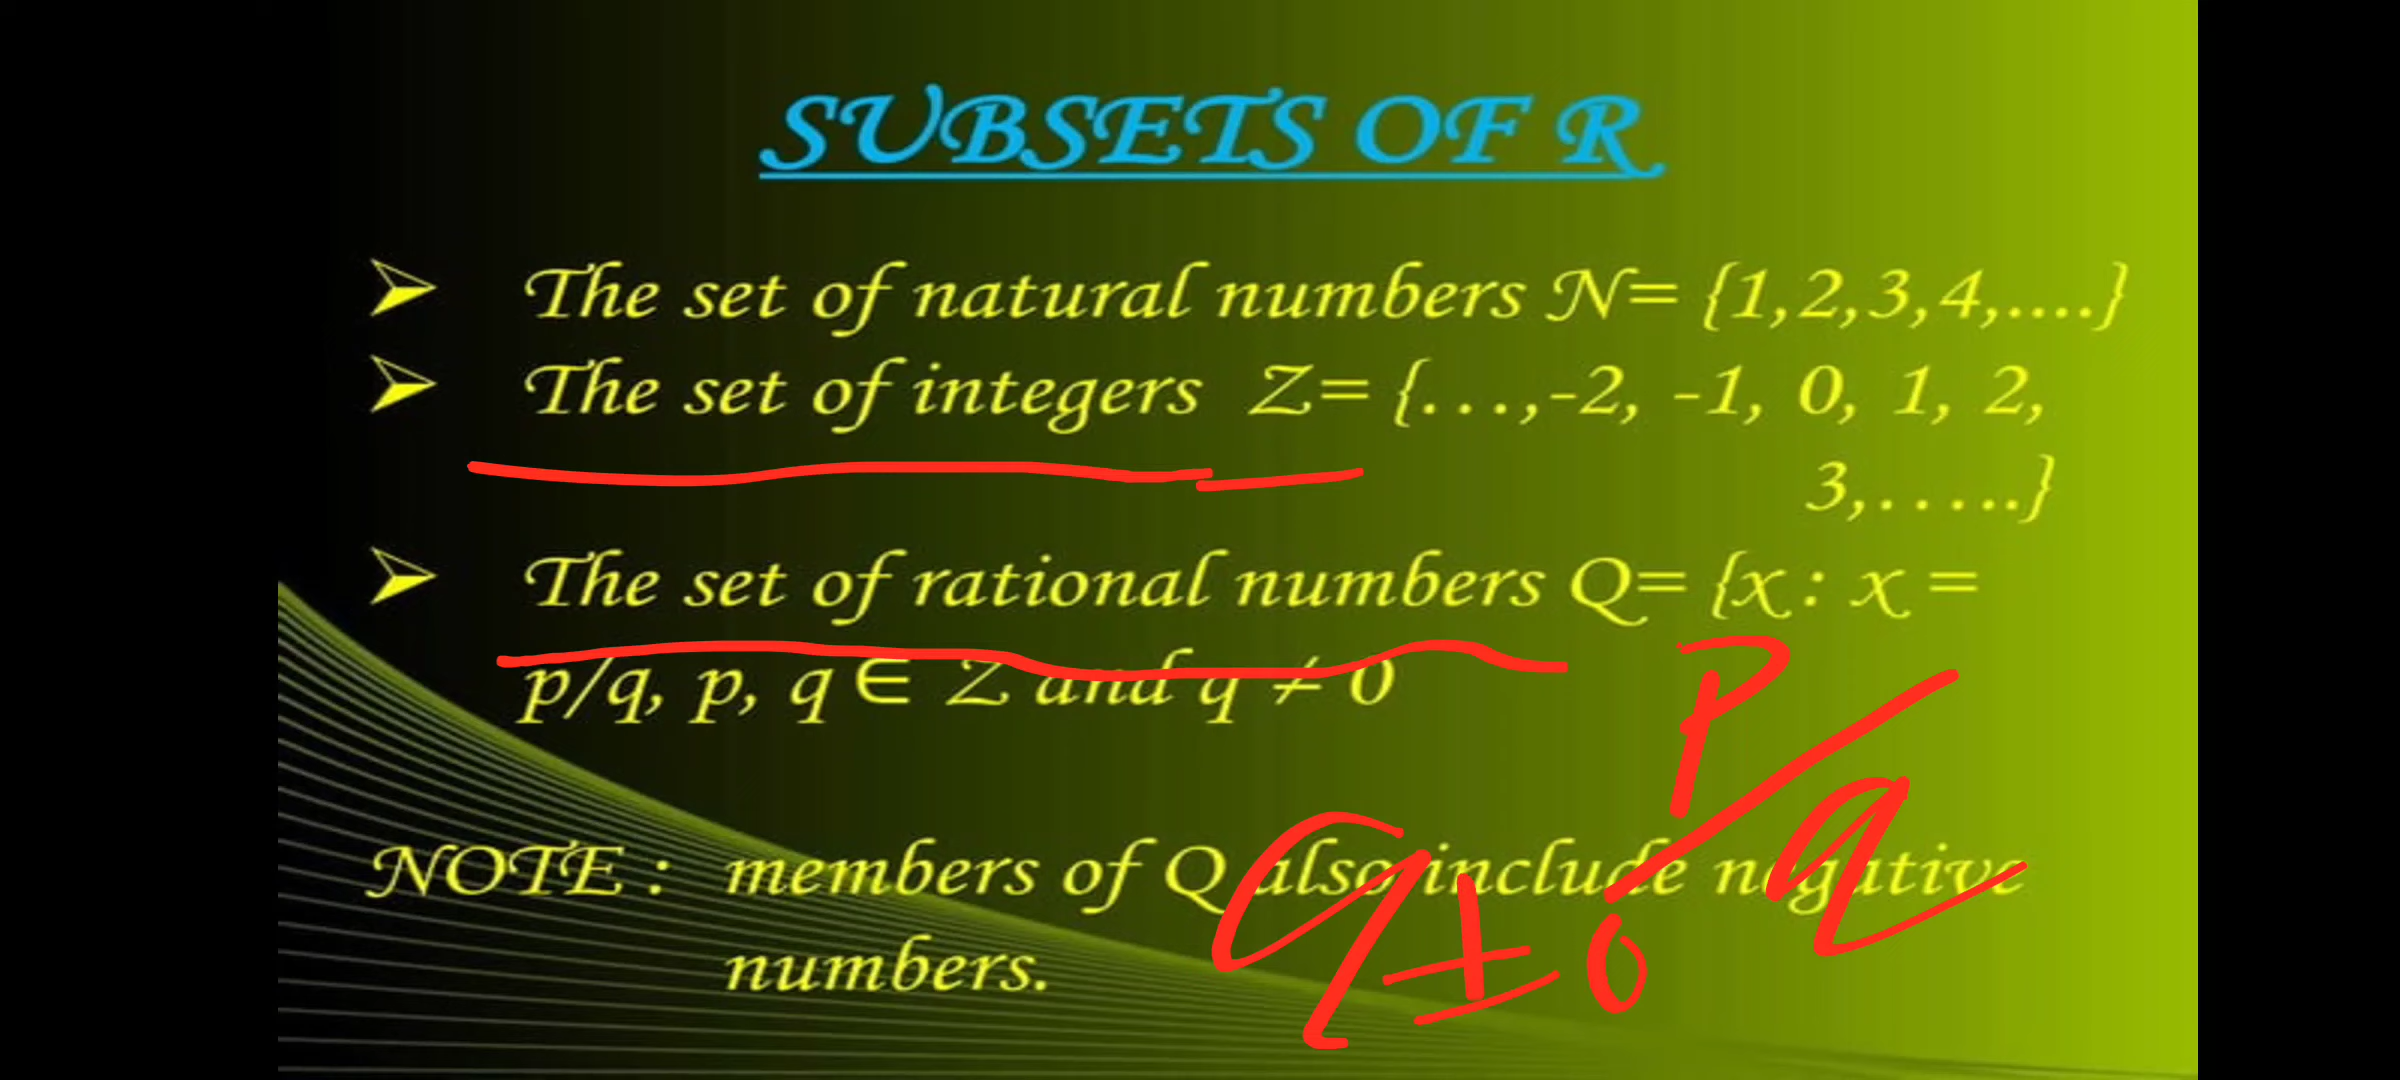 SUBSETS OF R
➢ The set of natural numbers N= {1,2,3,4,....}
➢ The set of integers Z= {...,-2, -1, 0, 1, 2,
3,.....}
➢ The set of rational numbers Q= {x : x =
p/q, p, q ∈ Z and q ≠ 0
p/q
NOTE : members of Q also include negative
numbers.
q ≠ 0